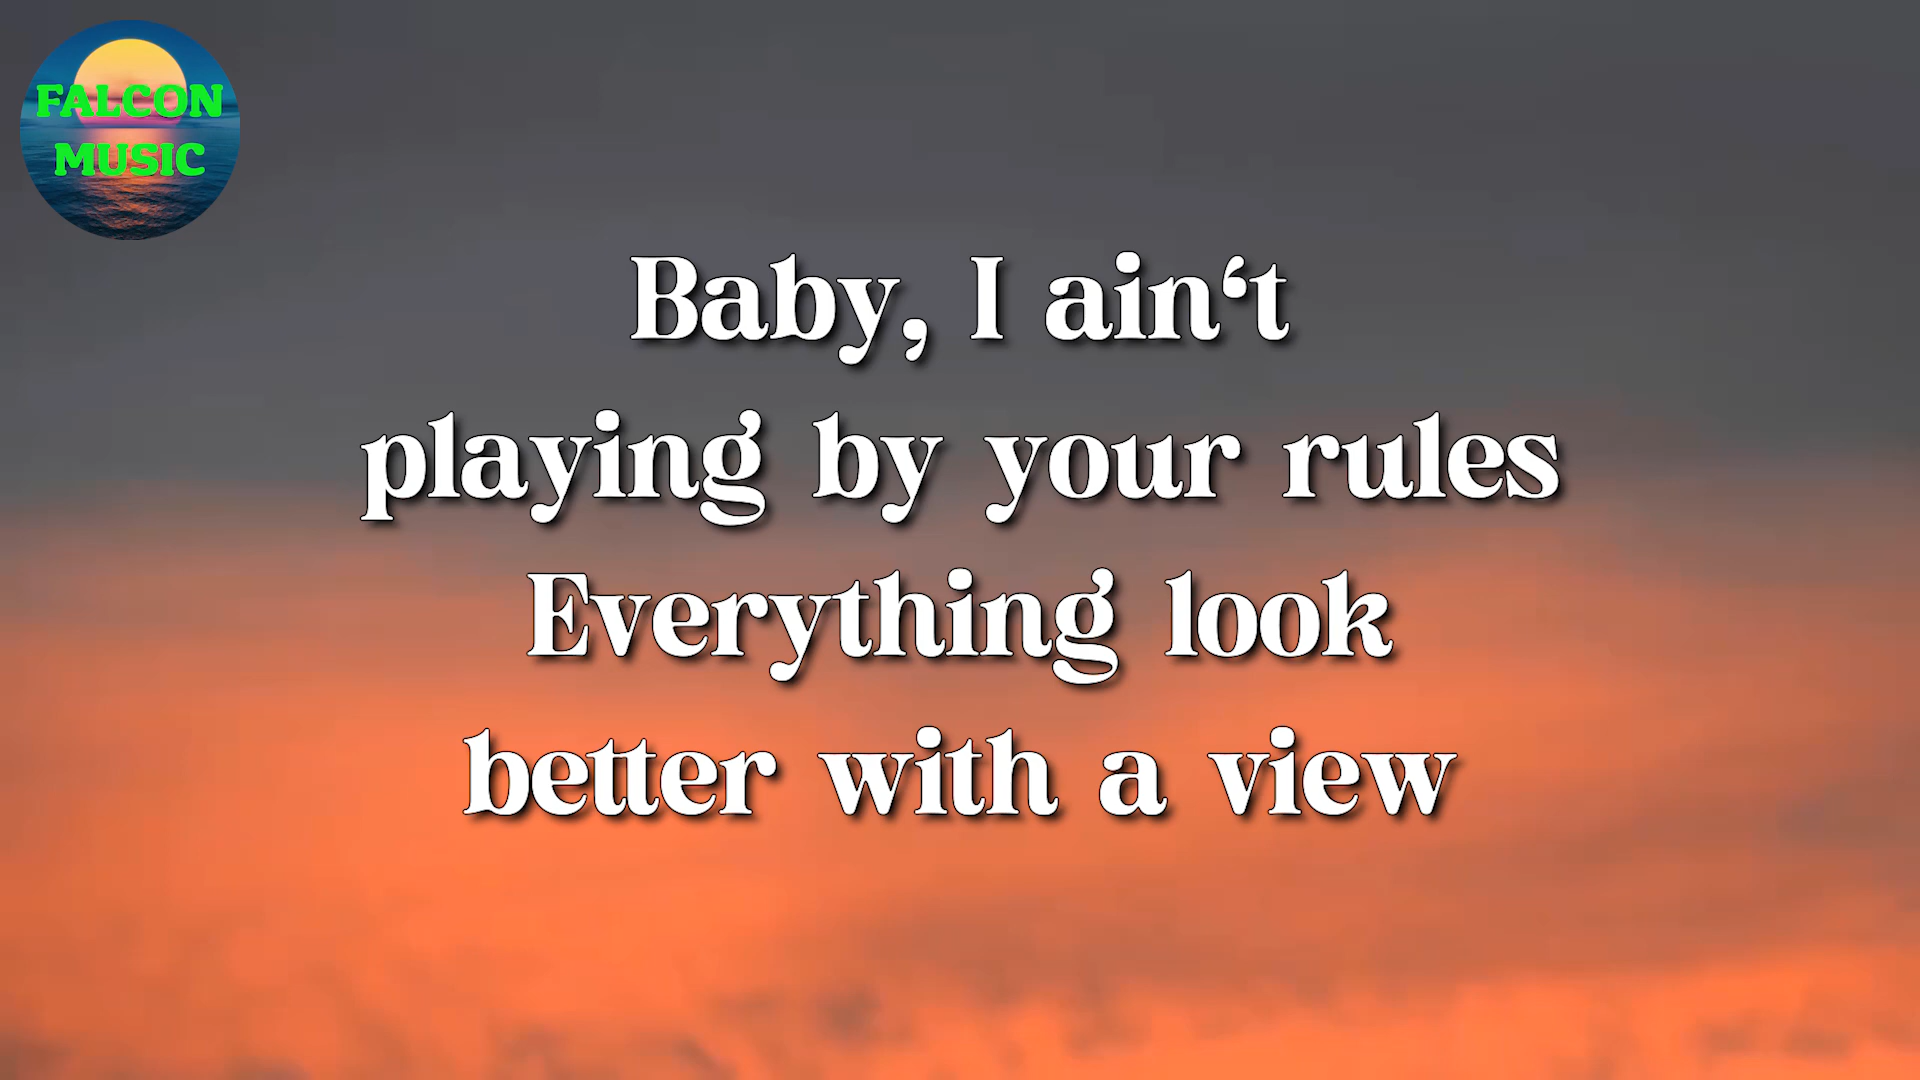 FALCON
MUSIC
Baby, I ain‘t
playing by your rules
Everything look
better with a view